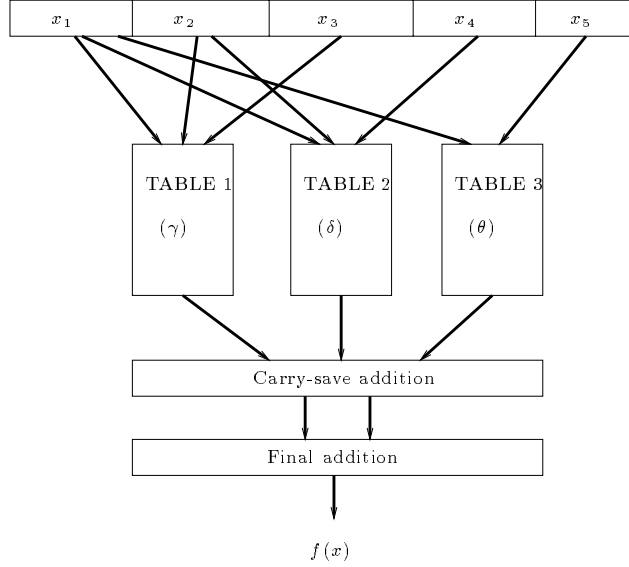 x1 x2 x3 x4 x5
TABLE 1 TABLE 2 TABLE 3
(γ) (δ) (θ)
Carry-save addition
Final addition
f(x)